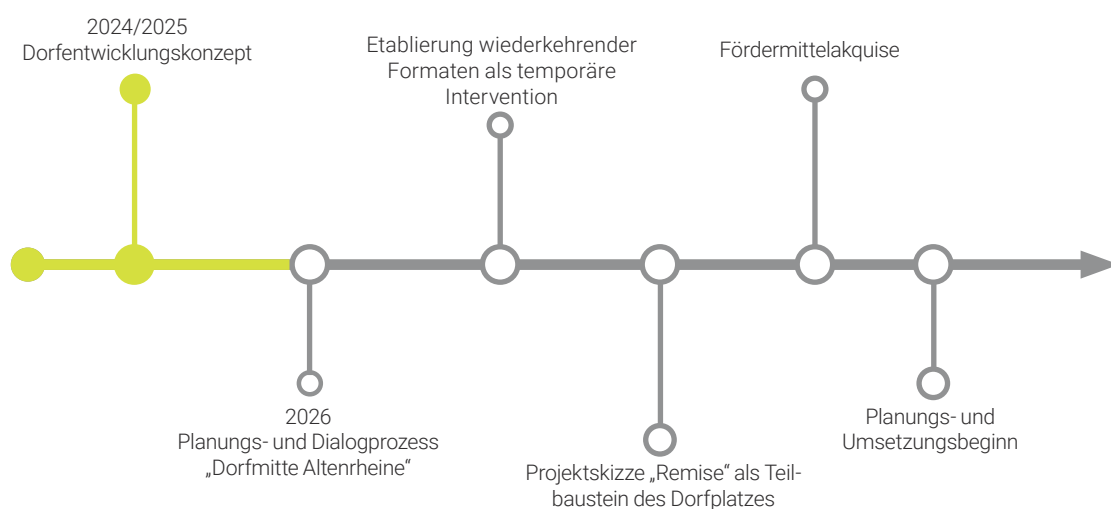 2024/2025
Dorfentwicklungskonzept
Etablierung wiederkehrender
Formaten als temporäre
Intervention
Fördermittelakquise
2026
Planungs- und Dialogprozess
„Dorfmitte Altenrheine“
Projektskizze „Remise“ als Teil-
baustein des Dorfplatzes
Planungs- und
Umsetzungsbeginn